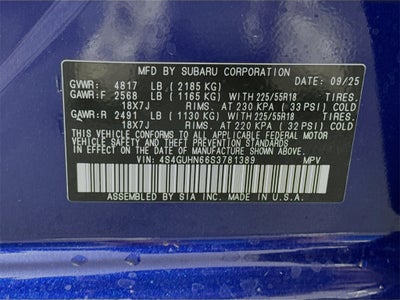 MFD. BY SUBARU CORPORATION DATE: 09/25
GVWR: 4817 LB (2185 KG)
GAWR:F 2568 LB (1165 KG) WITH 225/55R18 TIRES.
18X7J RIMS. AT 230 KPA ( 33 PSI) COLD
GAWR:R 2491 LB (1130 KG) WITH 225/55R18 TIRES.
18X7J RIMS. AT 220 KPA ( 32 PSI) COLD
THIS VEHICLE CONFORMS TO ALL APPLICABLE FEDERAL MOTOR
VEHICLE SAFETY AND THEFT PREVENTION STANDARDS IN EFFECT
ON THE DATE OF MANUFACTURE SHOWN ABOVE.
VIN: 4S4GUHN66S3781389 MPV
ASSEMBLED BY SIA INC. MADE IN U.S.A.